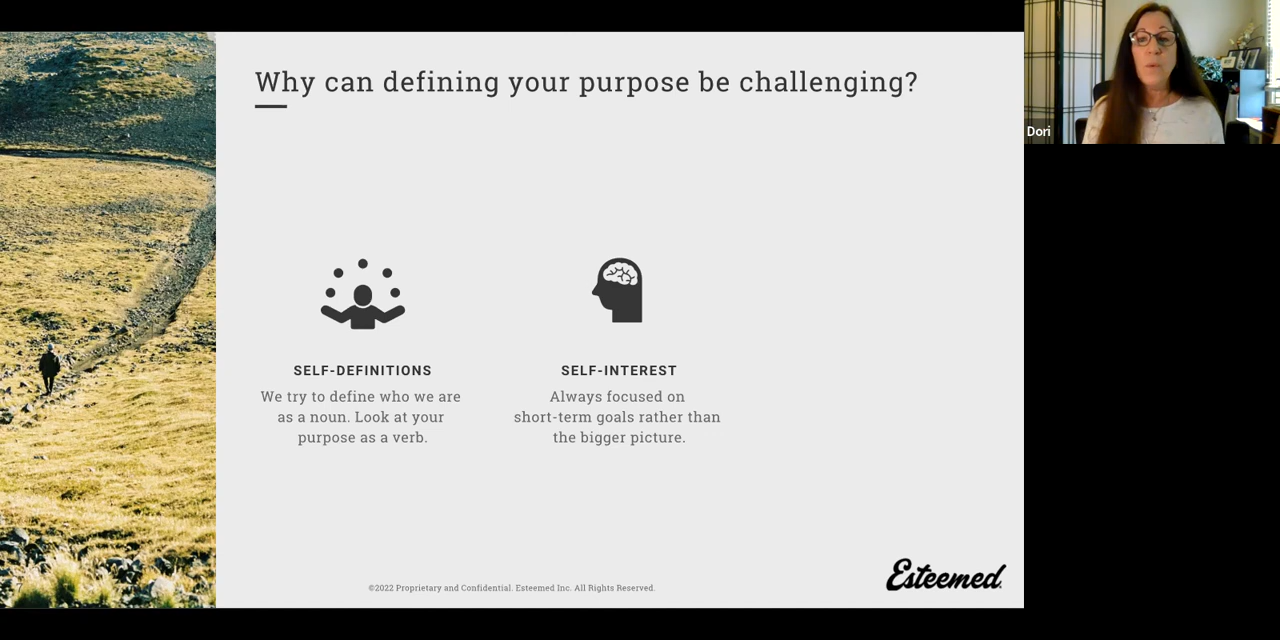 Why can defining your purpose be challenging?
Dori
SELF-DEFINITIONS
We try to define who we are
as a noun. Look at your
purpose as a verb.
SELF-INTEREST
Always focused on
short-term goals rather than
the bigger picture.
©2022 Proprietary and Confidential. Esteemed Inc. All Rights Reserved.
Esteemed